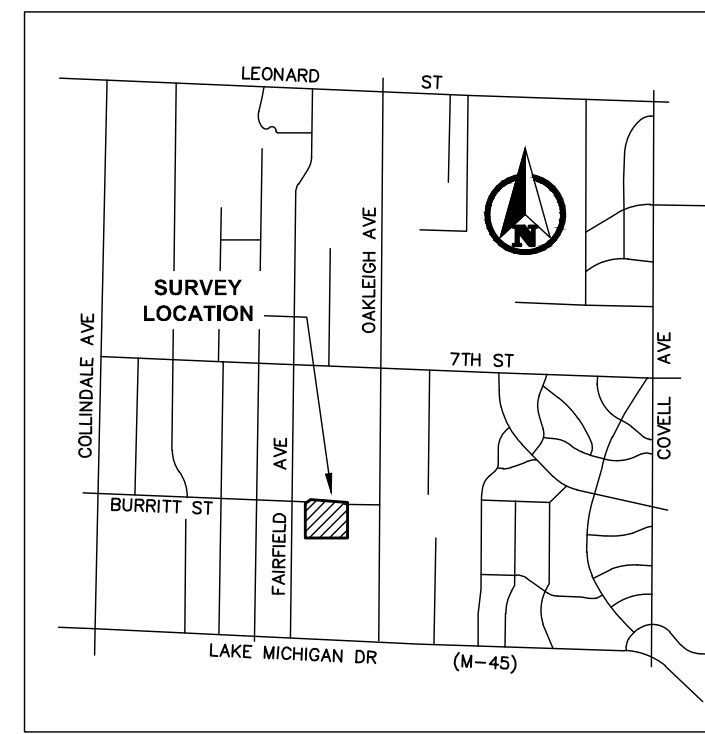 LEONARD ST
N
OAKLEIGH AVE
SURVEY
LOCATION
COLLINDALE AVE
7TH ST
COVELL AVE
FAIRFIELD AVE
BURRITT ST
LAKE MICHIGAN DR (M-45)